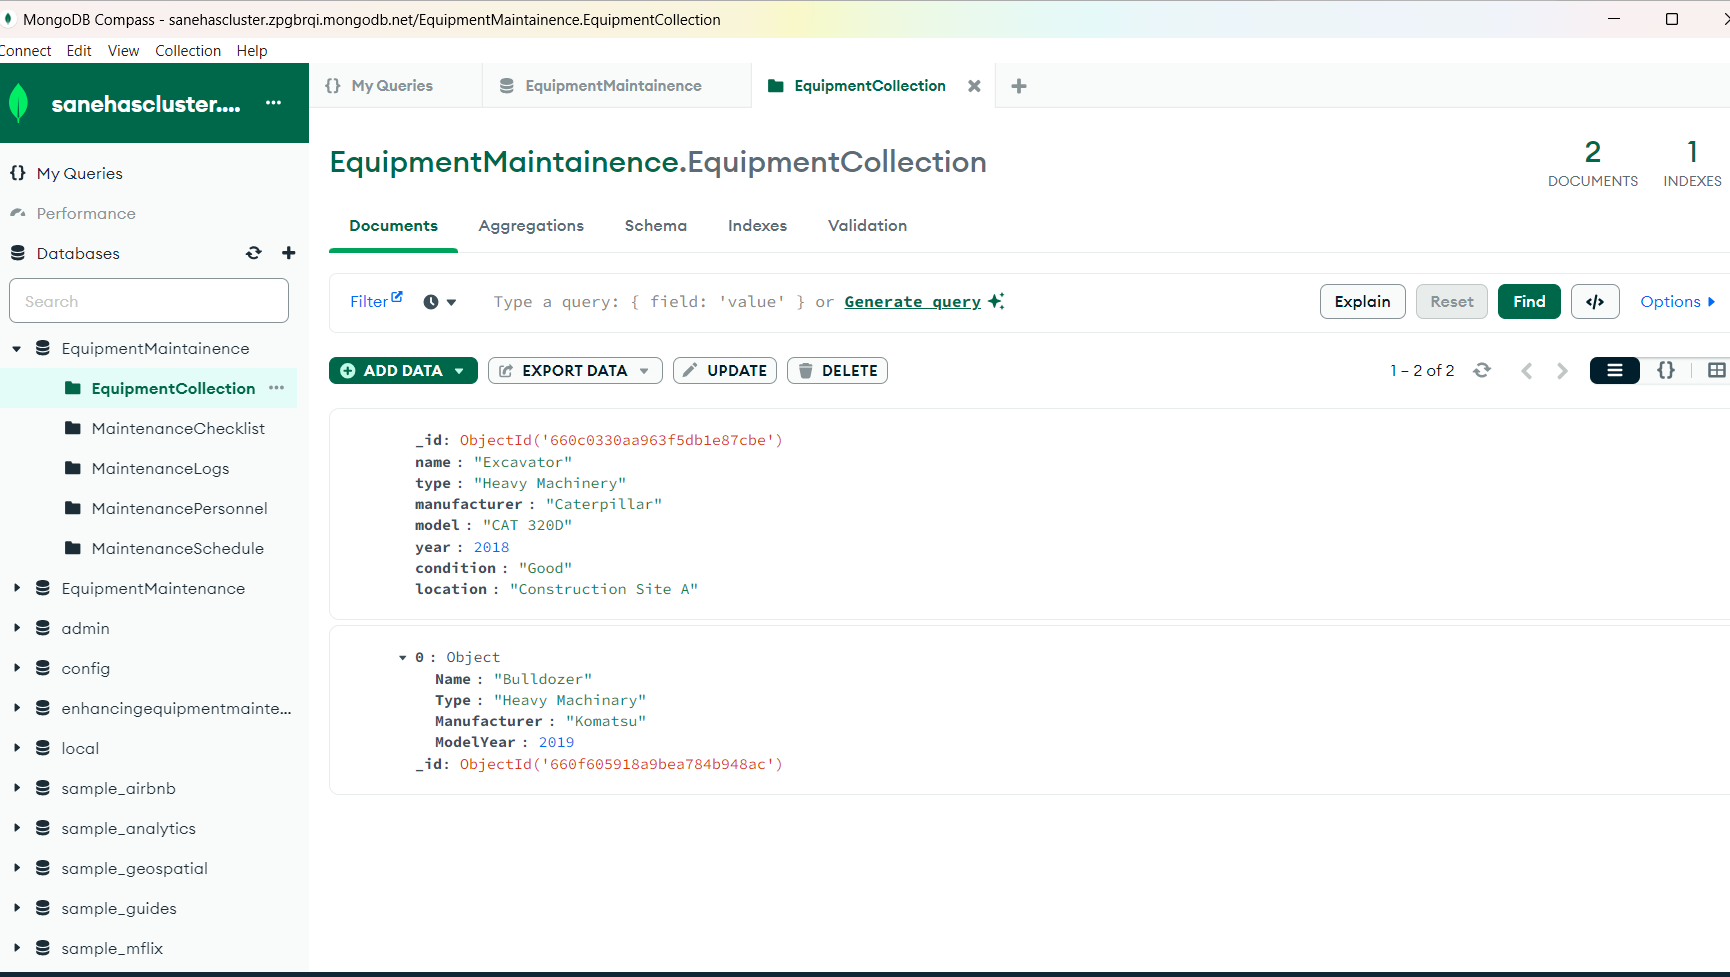 MongoDB Compass - sanehascluster.zpgbrqi.mongodb.net/EquipmentMaintainence.EquipmentCollection
Connect Edit View Collection Help
sanehascluster.... ...
{} My Queries
EquipmentMaintainence
EquipmentCollection
{} My Queries
Performance
Databases
Search
EquipmentMaintainence
EquipmentCollection
MaintenanceChecklist
MaintenanceLogs
MaintenancePersonnel
MaintenanceSchedule
EquipmentMaintenance
admin
config
enhancingequipmentmainte...
local
sample_airbnb
sample_analytics
sample_geospatial
sample_guides
sample_mflix
EquipmentMaintainence.EquipmentCollection
2
DOCUMENTS
1
INDEXES
Documents Aggregations Schema Indexes Validation
Filter Type a query: { field: 'value' } or Generate query Explain Reset Find </> Options
ADD DATA EXPORT DATA UPDATE DELETE 1 – 2 of 2 {}
_id: ObjectId('660c0330aa963f5db1e87cbe')
name : "Excavator"
type : "Heavy Machinery"
manufacturer : "Caterpillar"
model : "CAT 320D"
year : 2018
condition : "Good"
location : "Construction Site A"
0 : Object
Name : "Bulldozer"
Type : "Heavy Machinary"
Manufacturer : "Komatsu"
ModelYear : 2019
_id: ObjectId('660f605918a9bea784b948ac')